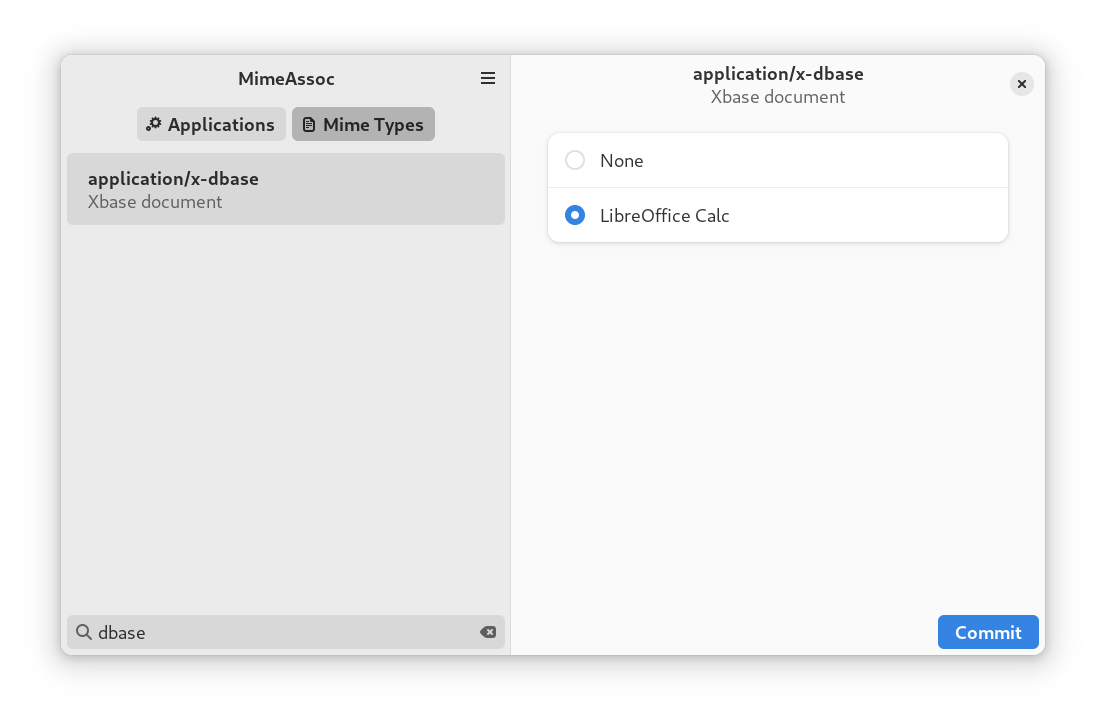 MimeAssoc
Applications
Mime Types
application/x-dbase
Xbase document
dbase
application/x-dbase
Xbase document
None
LibreOffice Calc
Commit